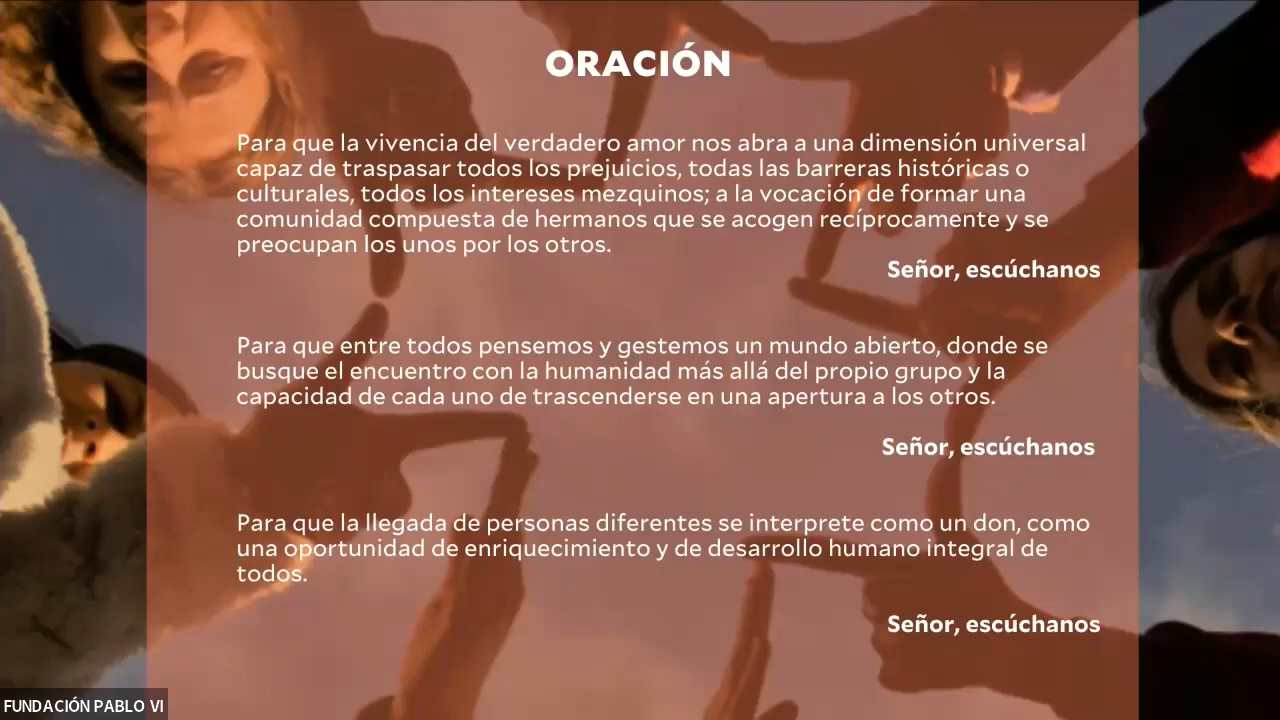 ORACIÓN
Para que la vivencia del verdadero amor nos abra a una dimensión universal
capaz de traspasar todos los prejuicios, todas las barreras históricas o
culturales, todos los intereses mezquinos; a la vocación de formar una
comunidad compuesta de hermanos que se acogen recíprocamente y se
preocupan los unos por los otros.
Señor, escúchanos
Para que entre todos pensemos y gestemos un mundo abierto, donde se
busque el encuentro con la humanidad más allá del propio grupo y la
capacidad de cada uno de trascenderse en una apertura a los otros.
Señor, escúchanos
Para que la llegada de personas diferentes se interprete como un don, como
una oportunidad de enriquecimiento y de desarrollo humano integral de
todos.
Señor, escúchanos
FUNDACIÓN PABLO VI